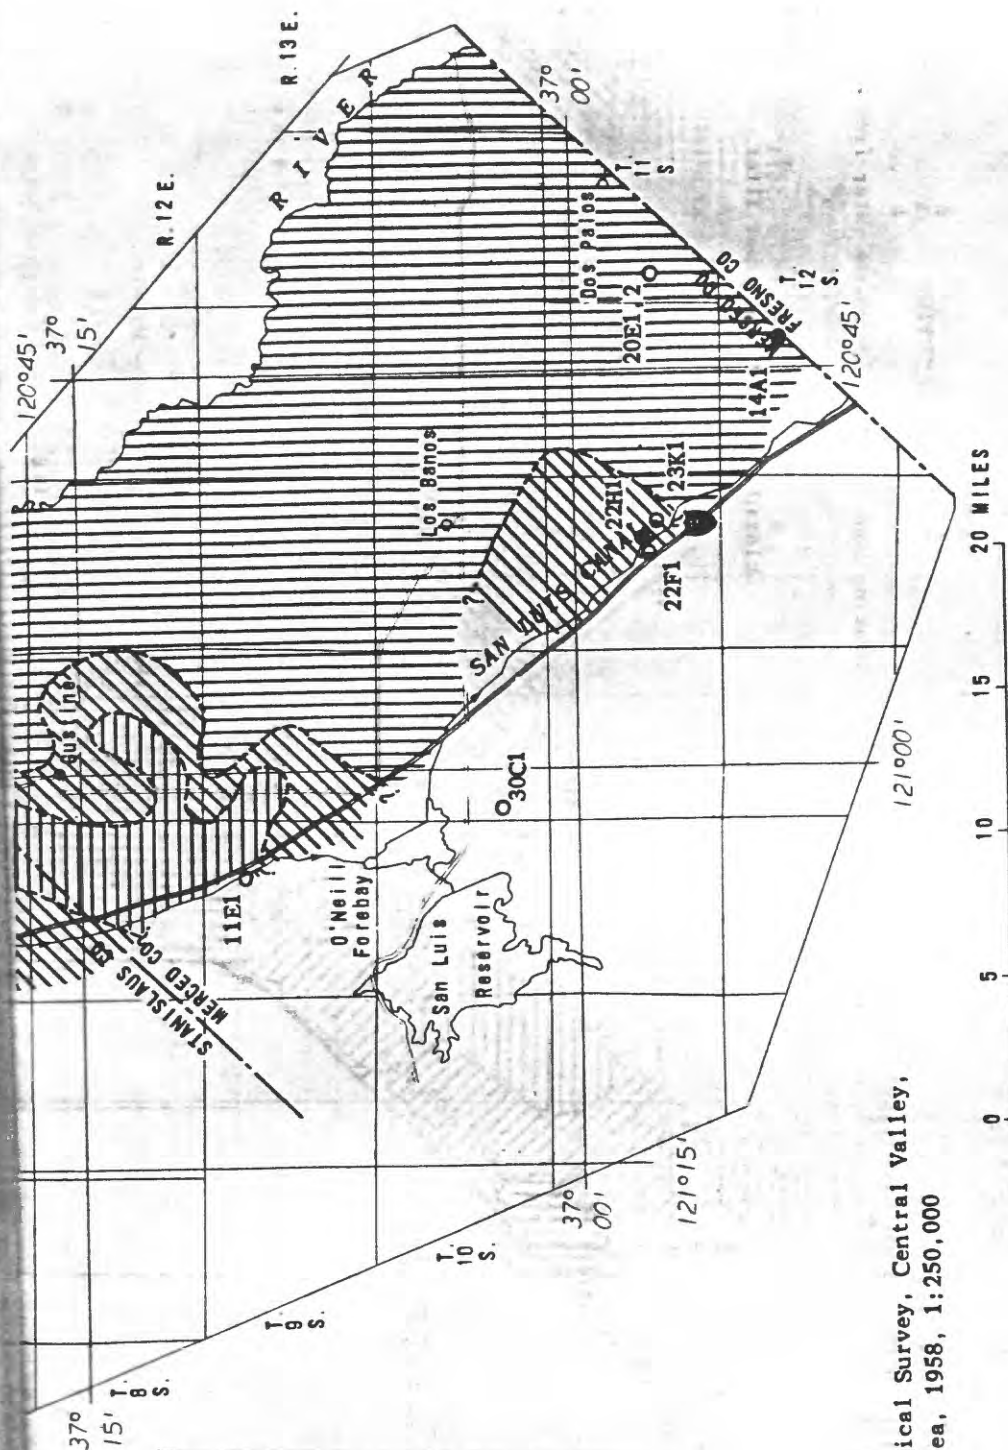 R. 12 E.
R. 13 E.
120°45'
37°
15'
RIVER
37°
00'
Gustine
Los Banos
Dos Palos
T.
11
S.
20E1,2
MERCED CO
FRESNO CO
T.
12
S.
14A1
120°45'
SAN LUIS CANAL
22H1
23K1
22F1
?
?
STANISLAUS CO
MERCED CO
11E1
O'Neill
Forebay
San Luis
Reservoir
30C1
121°00'
37°
15'
T.
8
S.
T.
9
S.
T.
10
S.
37°
00'
121°15'
ical Survey, Central Valley,
ea, 1958, 1:250,000
0 5 10 15 20 MILES